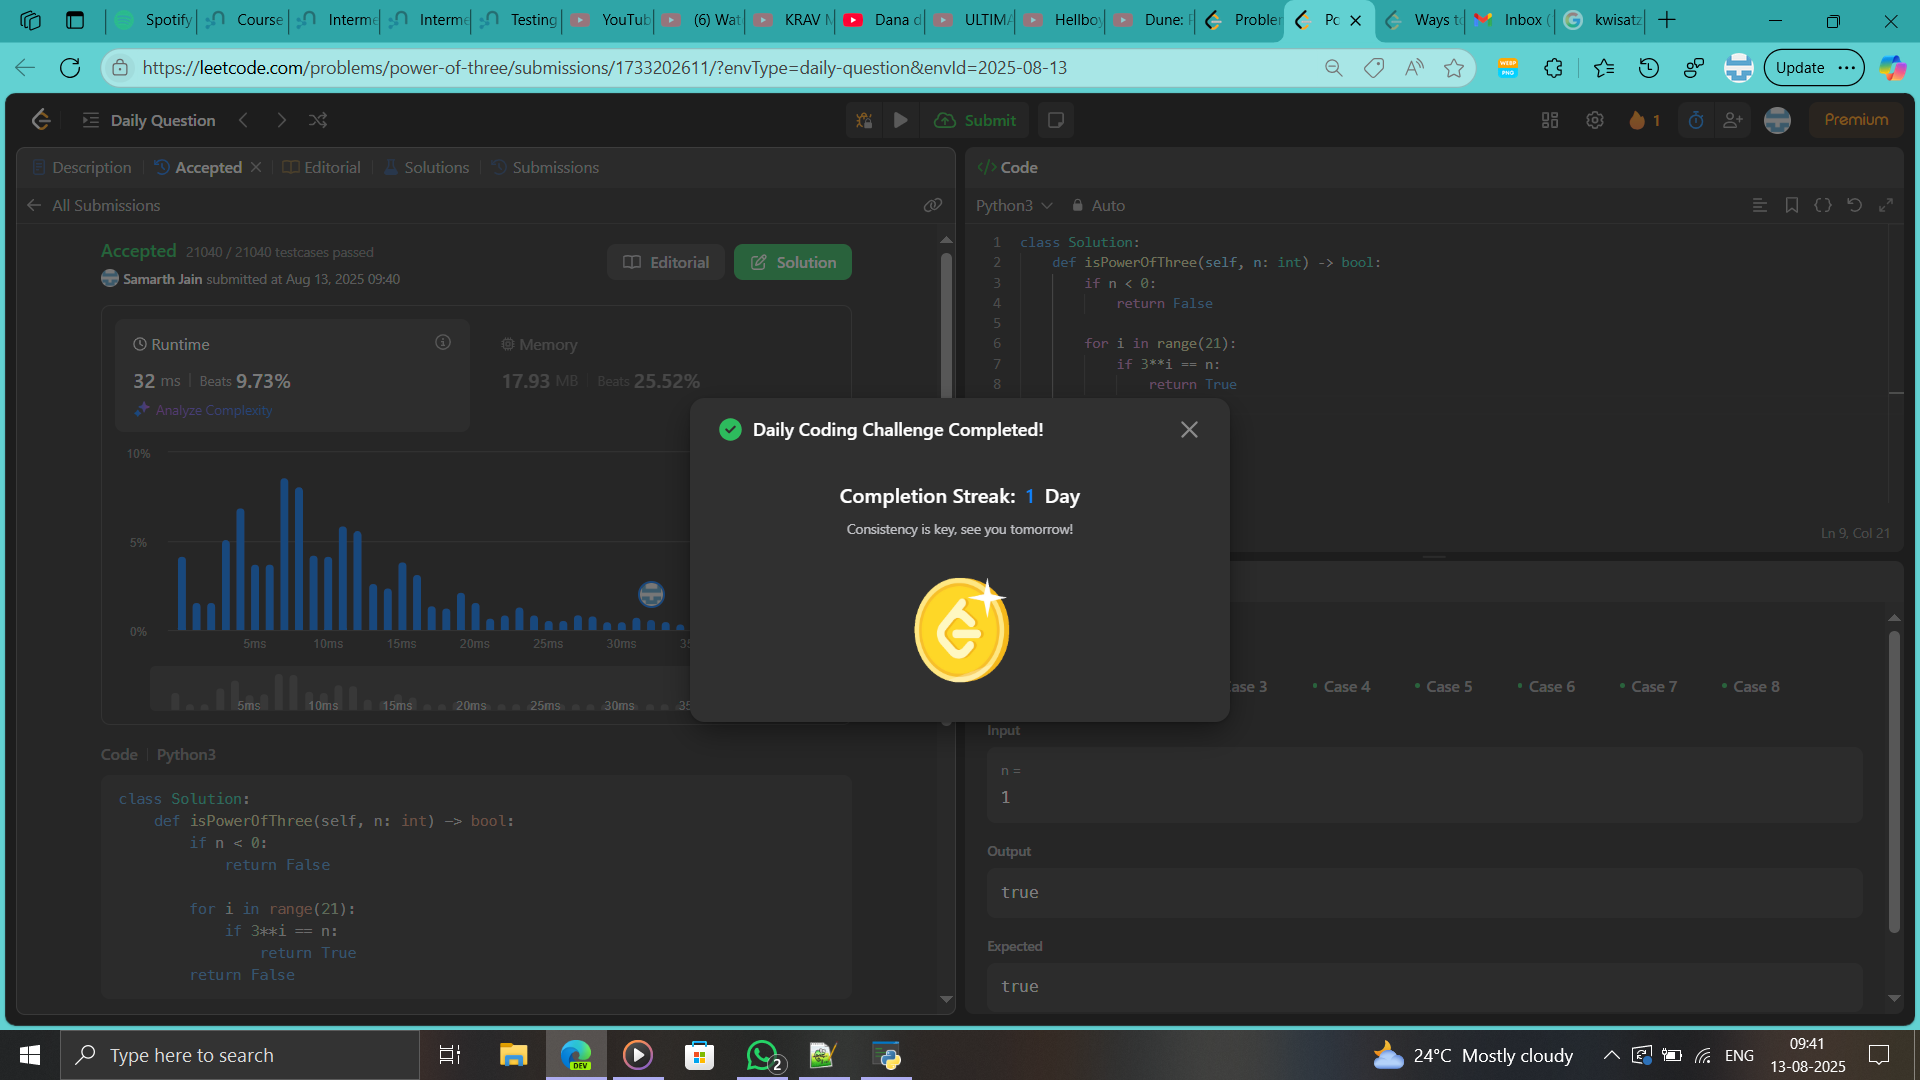 Spotify
Course
Interme
Interme
Testing
YouTub
(6) Wat
KRAV M
Dana d
ULTIMA
Hellboy
Dune: P
Problem
Po
Ways to
Inbox (
kwisatz
https://leetcode.com/problems/power-of-three/submissions/1733202611/?envType=daily-question&envId=2025-08-13
Update
Daily Question
Submit
1
Premium
Description
Accepted
Editorial
Solutions
Submissions
All Submissions
Accepted 21040 / 21040 testcases passed
Samarth Jain submitted at Aug 13, 2025 09:40
Editorial
Solution
Runtime
32 ms Beats 9.73%
Analyze Complexity
Memory
17.93 MB Beats 25.52%
10%
5%
0%
5ms 10ms 15ms 20ms 25ms 30ms 35
5ms 10ms 15ms 20ms 25ms 30ms 35
Code Python3
class Solution:
def isPowerOfThree(self, n: int) -> bool:
if n < 0:
return False
for i in range(21):
if 3**i == n:
return True
return False
Daily Coding Challenge Completed!
Completion Streak: 1 Day
Consistency is key, see you tomorrow!
</> Code
Python3
Auto
1 class Solution:
2 def isPowerOfThree(self, n: int) -> bool:
3 if n < 0:
4 return False
5
6 for i in range(21):
7 if 3**i == n:
8 return True
Ln 9, Col 21
ase 3 Case 4 Case 5 Case 6 Case 7 Case 8
Input
n =
1
Output
true
Expected
true
Type here to search
DEV
2
24°C Mostly cloudy
ENG
09:41
13-08-2025